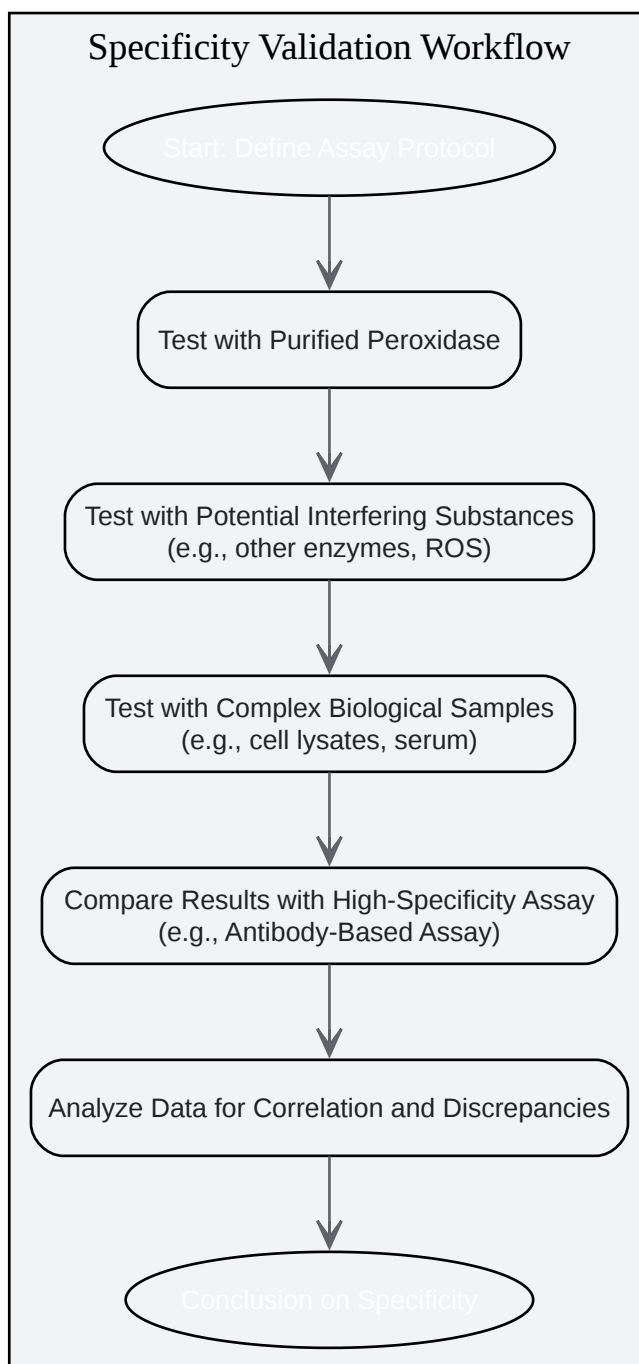 Specificity Validation Workflow
Start: Define Assay Protocol
Test with Purified Peroxidase
Test with Potential Interfering Substances
(e.g., other enzymes, ROS)
Test with Complex Biological Samples
(e.g., cell lysates, serum)
Compare Results with High-Specificity Assay
(e.g., Antibody-Based Assay)
Analyze Data for Correlation and Discrepancies
Conclusion on Specificity